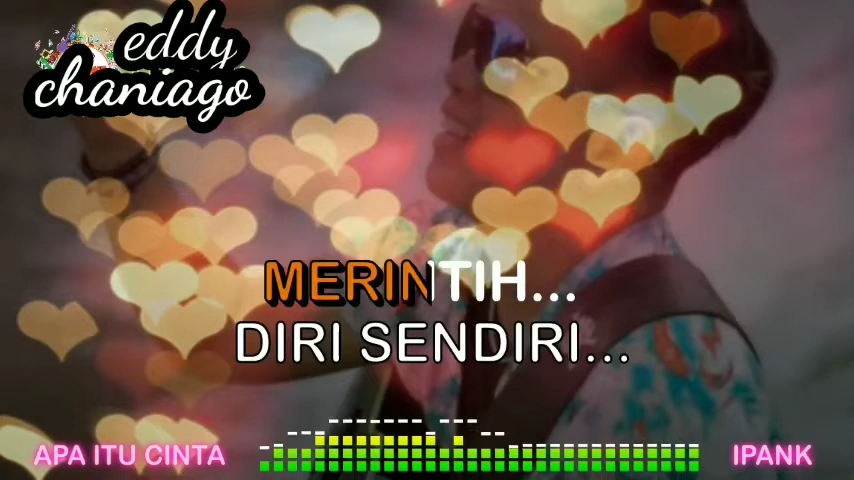 eddy
chaniago
MERINTIH...
DIRI SENDIRI...
APA ITU CINTA
IPANK